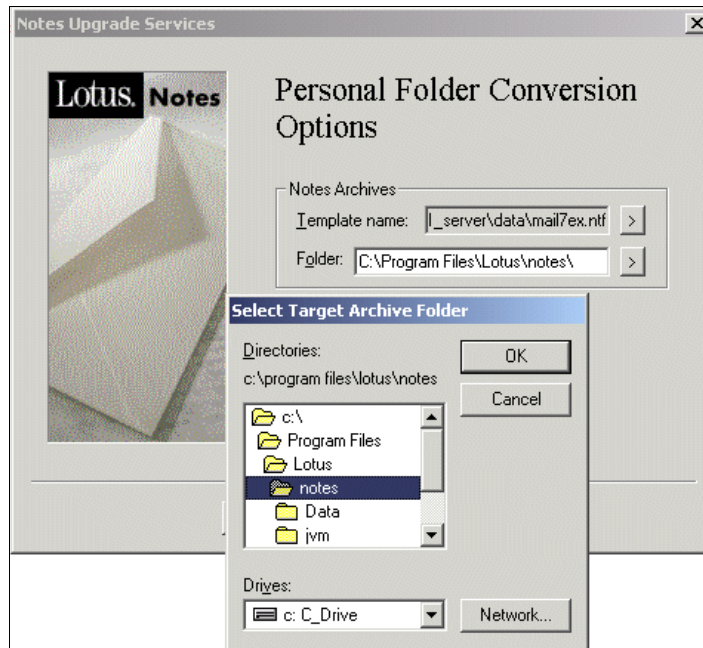 Notes Upgrade Services
Lotus. Notes
Personal Folder Conversion
Options
Notes Archives
Template name: l_server\data\mail7ex.ntf >
Folder: C:\Program Files\Lotus\notes\ >
Select Target Archive Folder
Directories:
c:\program files\lotus\notes
OK
Cancel
c:\
Program Files
Lotus
notes
Data
jvm
Drives:
c: C_Drive
Network...